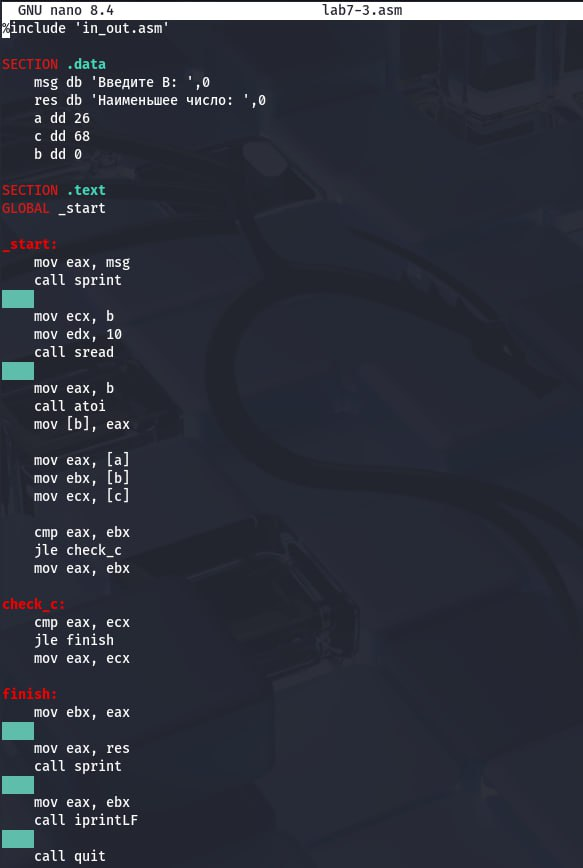 GNU nano 8.4 lab7-3.asm
%include 'in_out.asm'
SECTION .data
msg db 'Введите B: ',0
res db 'Наименьшее число: ',0
a dd 26
c dd 68
b dd 0
SECTION .text
GLOBAL _start
_start:
mov eax, msg
call sprint
mov ecx, b
mov edx, 10
call sread
mov eax, b
call atoi
mov [b], eax
mov eax, [a]
mov ebx, [b]
mov ecx, [c]
cmp eax, ebx
jle check_c
mov eax, ebx
check_c:
cmp eax, ecx
jle finish
mov eax, ecx
finish:
mov ebx, eax
mov eax, res
call sprint
mov eax, ebx
call iprintLF
call quit